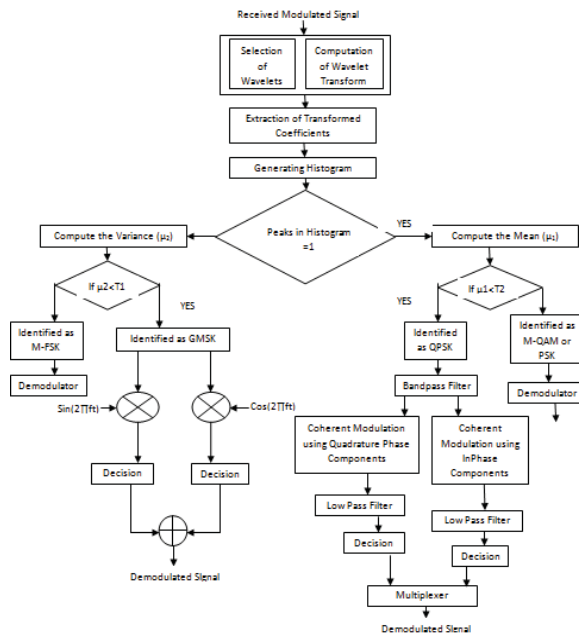 Received Modulated Signal
Selection
of
Wavelets
Computation
of Wavelet
Transform
Extraction of Transformed
Coefficients
Generating Histogram
Peaks in Histogram
=1
YES
Compute the Variance (μ₂)
Compute the Mean (μ₁)
If μ2<T1
YES
If μ1<T2
YES
Identified as
M-FSK
Identified as GMSK
Identified
as QPSK
Identified as
M-QAM or
PSK
Demodulator
Bandpass Filter
Demodulator
Sin(2∏ft)
Cos(2∏ft)
Coherent Modulation
using Quadrature Phase
Components
Coherent
Modulation using
InPhase
Components
Decision
Decision
Low Pass Filter
Low Pass Filter
Decision
Decision
Demodulated Signal
Multiplexer
Demodulated Signal